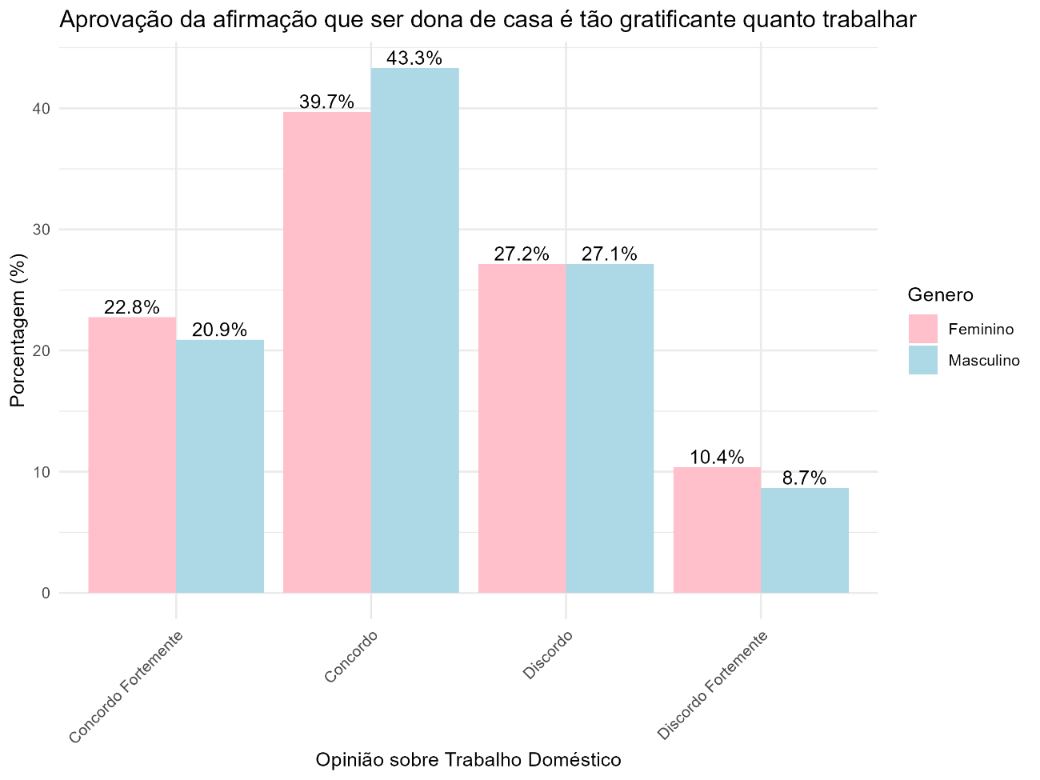 Aprovação da afirmação que ser dona de casa é tão gratificante quanto trabalhar
43.3%
39.7%
27.2%
27.1%
22.8%
20.9%
10.4%
8.7%
40
30
20
10
0
Porcentagem (%)
Concordo Fortemente
Concordo
Discordo
Discordo Fortemente
Opinião sobre Trabalho Doméstico
Genero
Feminino
Masculino